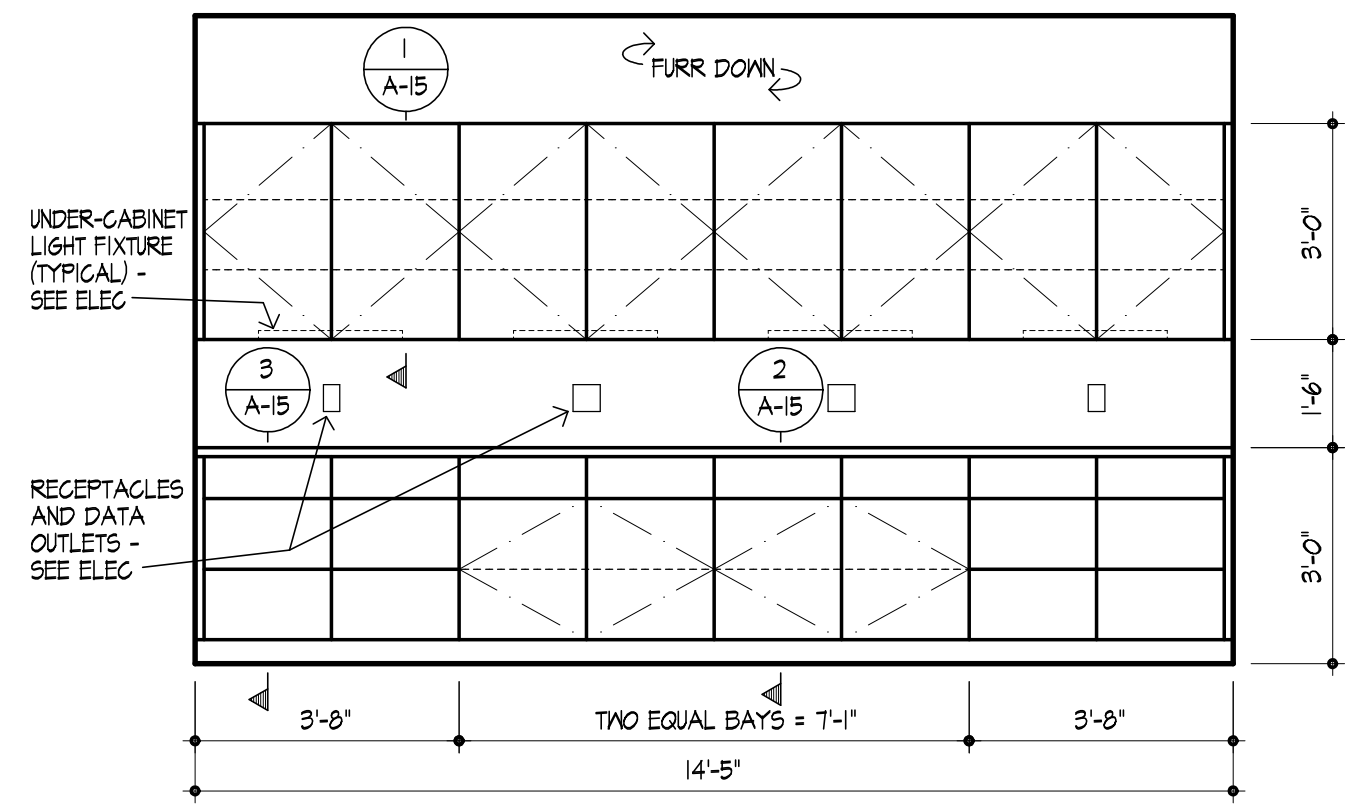 1
A-15
FURR DOWN
UNDER-CABINET
LIGHT FIXTURE
(TYPICAL) -
SEE ELEC
3'-0"
3
A-15
2
A-15
1'-6"
RECEPTACLES
AND DATA
OUTLETS -
SEE ELEC
3'-0"
3'-8"
TWO EQUAL BAYS = 7'-1"
3'-8"
14'-5"